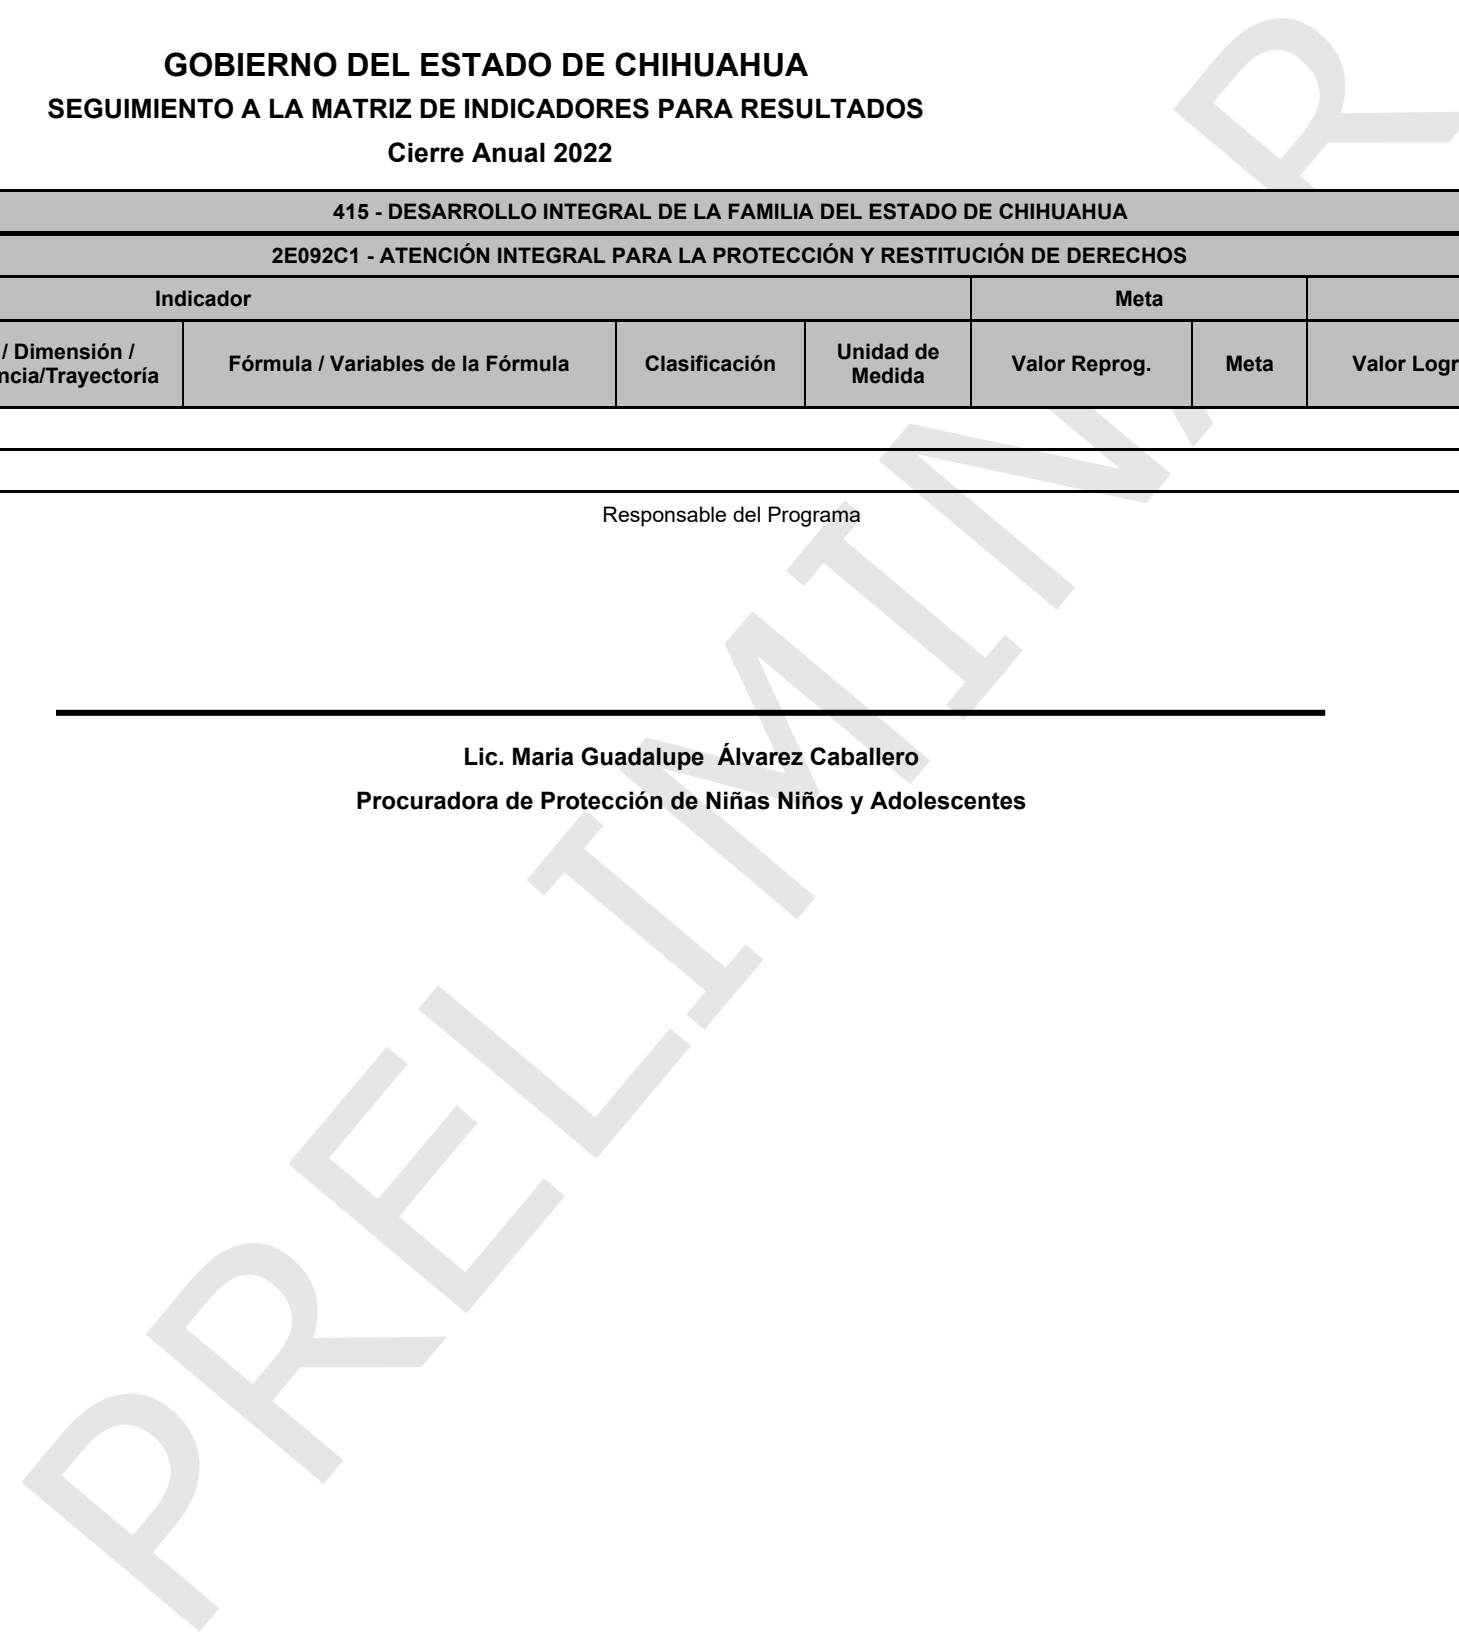 GOBIERNO DEL ESTADO DE CHIHUAHUA
SEGUIMIENTO A LA MATRIZ DE INDICADORES PARA RESULTADOS
Cierre Anual 2022
415 - DESARROLLO INTEGRAL DE LA FAMILIA DEL ESTADO DE CHIHUAHUA
2E092C1 - ATENCIÓN INTEGRAL PARA LA PROTECCIÓN Y RESTITUCIÓN DE DERECHOS
Indicador Meta
/ Dimensión /
ncia/Trayectoría
Fórmula / Variables de la Fórmula
Clasificación
Unidad de
Medida
Valor Reprog.
Meta
Valor Logr
Responsable del Programa
Lic. Maria Guadalupe Álvarez Caballero
Procuradora de Protección de Niñas Niños y Adolescentes
PRELIMINAR